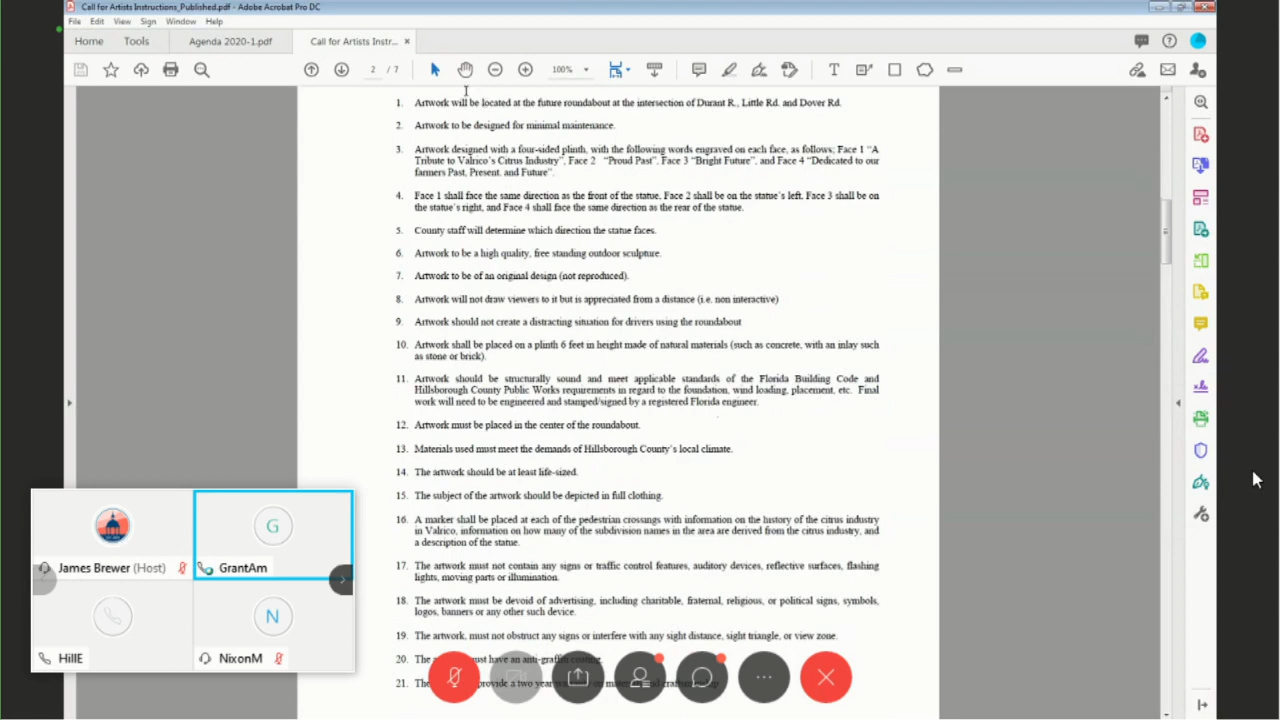 Call for Artists Instructions_Published.pdf - Adobe Acrobat Pro DC
File Edit View Sign Window Help
Home Tools Agenda 2020-1.pdf Call for Artists Instr... ×
2 / 7 100%
1. Artwork will be located at the future roundabout at the intersection of Durant R., Little Rd. and Dover Rd.
2. Artwork to be designed for minimal maintenance.
3. Artwork designed with a four-sided plinth, with the following words engraved on each face, as follows; Face 1 "A
Tribute to Valrico's Citrus Industry", Face 2 "Proud Past", Face 3 "Bright Future", and Face 4 "Dedicated to our
farmers Past, Present, and Future".
4. Face 1 shall face the same direction as the front of the statue, Face 2 shall be on the statue's left, Face 3 shall be on
the statue's right, and Face 4 shall face the same direction as the rear of the statue.
5. County staff will determine which direction the statue faces.
6. Artwork to be a high quality, free standing outdoor sculpture.
7. Artwork to be of an original design (not reproduced).
8. Artwork will not draw viewers to it but is appreciated from a distance (i.e. non interactive)
9. Artwork should not create a distracting situation for drivers using the roundabout
10. Artwork shall be placed on a plinth 6 feet in height made of natural materials (such as concrete, with an inlay such
as stone or brick).
11. Artwork should be structurally sound and meet applicable standards of the Florida Building Code and
Hillsborough County Public Works requirements in regard to the foundation, wind loading, placement, etc. Final
work will need to be engineered and stamped/signed by a registered Florida engineer.
12. Artwork must be placed in the center of the roundabout.
13. Materials used must meet the demands of Hillsborough County's local climate.
14. The artwork should be at least life-sized.
15. The subject of the artwork should be depicted in full clothing.
16. A marker shall be placed at each of the pedestrian crossings with information on the history of the citrus industry
in Valrico, information on how many of the subdivision names in the area are derived from the citrus industry, and
a description of the statue.
17. The artwork must not contain any signs or traffic control features, auditory devices, reflective surfaces, flashing
lights, moving parts or illumination.
18. The artwork must be devoid of advertising, including charitable, fraternal, religious, or political signs, symbols,
logos, banners or any other such device.
19. The artwork, must not obstruct any signs or interfere with any sight distance, sight triangle, or view zone.
20. The must have an anti-graffiti coating.
21. The provide a two year on
G
James Brewer (Host) GrantAm
N
HillE NixonM